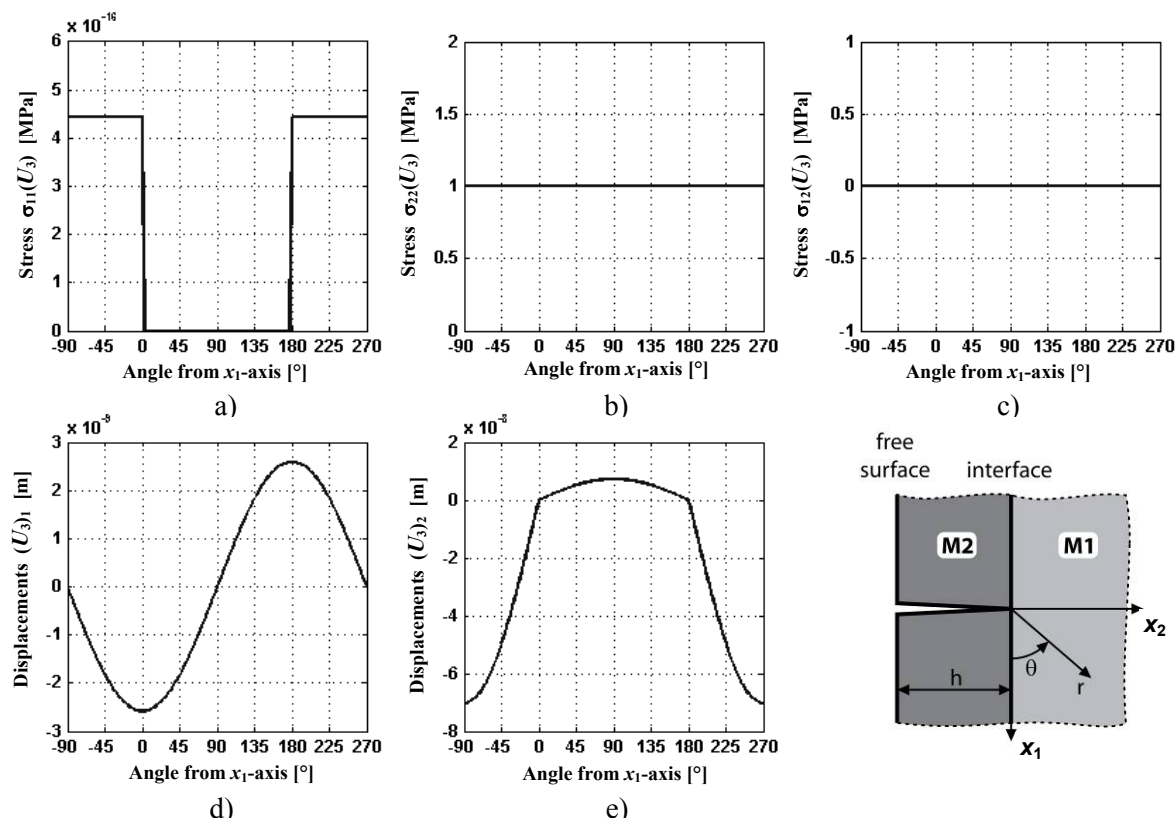 × 10⁻¹⁶
Stress σ₁₁(U₃) [MPa]
6
5
4
3
2
1
0
-90 -45 0 45 90 135 180 225 270
Angle from x₁-axis [°]
a)
Stress σ₂₂(U₃) [MPa]
2
1.5
1
0.5
0
-90 -45 0 45 90 135 180 225 270
Angle from x₁-axis [°]
b)
Stress σ₁₂(U₃) [MPa]
1
0.5
0
-0.5
-1
-90 -45 0 45 90 135 180 225 270
Angle from x₁-axis [°]
c)
× 10⁻⁹
Displacements (U₃)₁ [m]
3
2
1
0
-1
-2
-3
-90 -45 0 45 90 135 180 225 270
Angle from x₁-axis [°]
d)
× 10⁻⁸
Displacements (U₃)₂ [m]
2
0
-2
-4
-6
-8
-90 -45 0 45 90 135 180 225 270
Angle from x₁-axis [°]
e)
free
surface interface
M2 M1
x₂
θ
h r
x₁